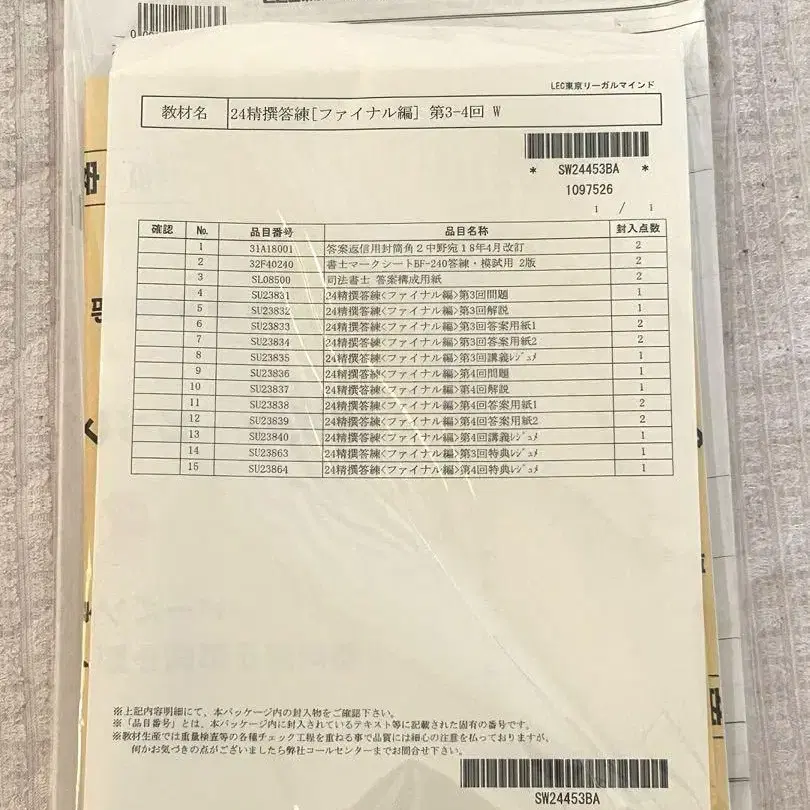 LEC東京リーガルマインド
教材名 24精撰答練[ファイナル編] 第3-4回 W
* SW24453BA *
1097526
1 / 1
確認 No. 品目番号 品目名称 封入点数
1 31A18001 答案返信用封筒角2中野宛18年4月改訂 2
2 32F40240 書士マークシートBF-240答練・模試用 2版 2
3 SL08500 司法書士 答案構成用紙 2
4 SU23831 24精撰答練<ファイナル編>第3回問題 1
5 SU23832 24精撰答練<ファイナル編>第3回解説 1
6 SU23833 24精撰答練<ファイナル編>第3回答案用紙1 2
7 SU23834 24精撰答練<ファイナル編>第3回答案用紙2 2
8 SU23835 24精撰答練<ファイナル編>第3回講義レジュメ 1
9 SU23836 24精撰答練<ファイナル編>第4回問題 1
10 SU23837 24精撰答練<ファイナル編>第4回解説 1
11 SU23838 24精撰答練<ファイナル編>第4回答案用紙1 2
12 SU23839 24精撰答練<ファイナル編>第4回答案用紙2 2
13 SU23840 24精撰答練<ファイナル編>第4回講義レジュメ 1
14 SU23863 24精撰答練<ファイナル編>第3回特典レジュメ 1
15 SU23864 24精撰答練<ファイナル編>第4回特典レジュメ 1
※上記内容明細にて、本パッケージ内の封入物をご確認下さい。
※「品目番号」とは、本パッケージ内に封入されているテキスト等に記載された固有の番号です。
※教材生産では重量検査等の各種チェック工程を重ねる事で品質には細心の注意を払っておりますが、
何かお気づきの点がございましたら弊社コールセンターまでお問合せ下さい。
SW24453BA